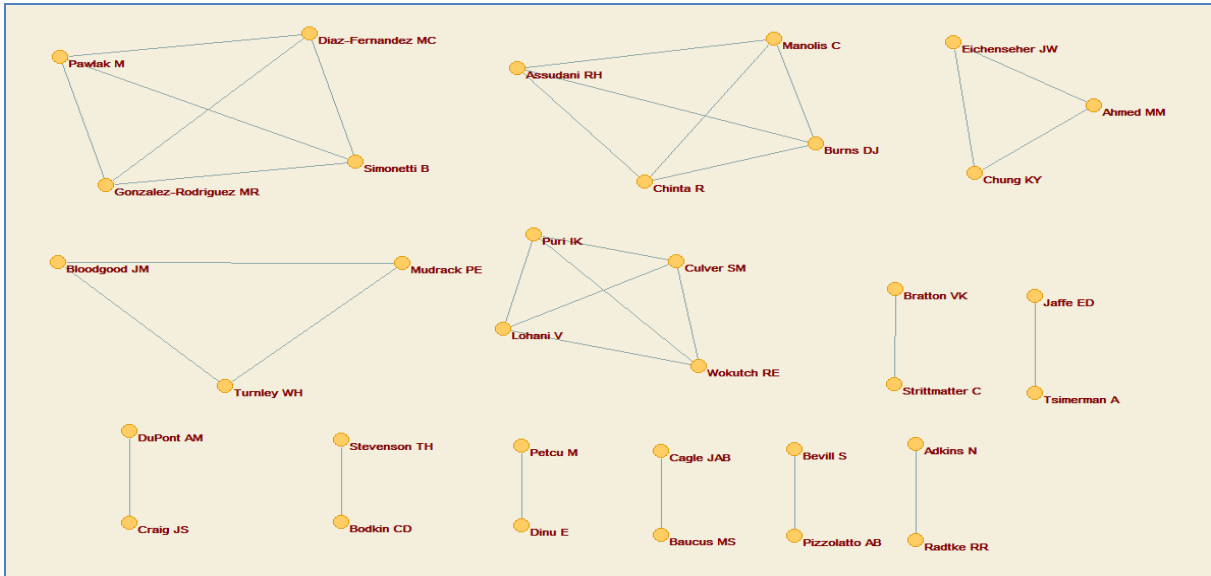 Diaz-Fernandez MC
Pawlak M
Simonetti B
Gonzalez-Rodriguez MR
Manolis C
Assudani RH
Burns DJ
Chinta R
Eichenseher JW
Ahmed MM
Chung KY
Bloodgood JM
Mudrack PE
Turnley WH
Puri IK
Culver SM
Lohani V
Wokutch RE
Bratton VK
Strittmatter C
Jaffe ED
Tsimerman A
DuPont AM
Craig JS
Stevenson TH
Bodkin CD
Petcu M
Dinu E
Cagle JAB
Baucus MS
Bevill S
Pizzolatto AB
Adkins N
Radtke RR